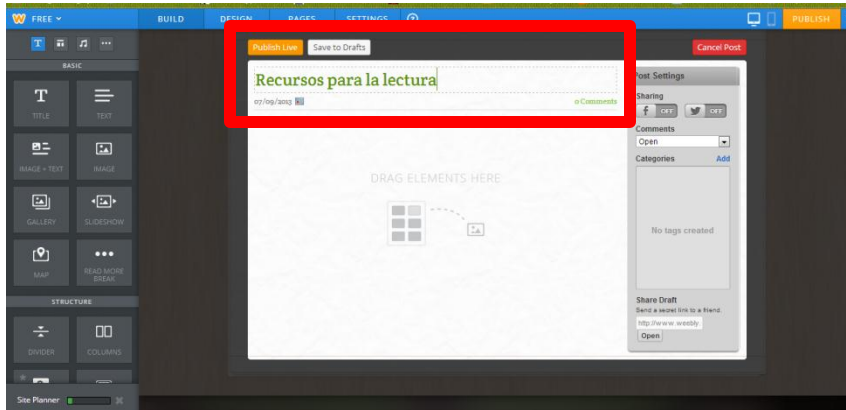 FREE
BUILD
DESIGN
PAGES
SETTINGS
PUBLISH
BASIC
T
TITLE
TEXT
IMAGE + TEXT
IMAGE
GALLERY
SLIDESHOW
MAP
READ MORE
BREAK
STRUCTURE
DIVIDER
COLUMNS
Site Planner
Publish Live
Save to Drafts
Cancel Post
Recursos para la lectura
07/09/2013
0 Comments
DRAG ELEMENTS HERE
Post Settings
Sharing
OFF
OFF
Comments
Open
Categories Add
No tags created
Share Draft
Send a secret link to a friend.
http://www.weebly.
Open